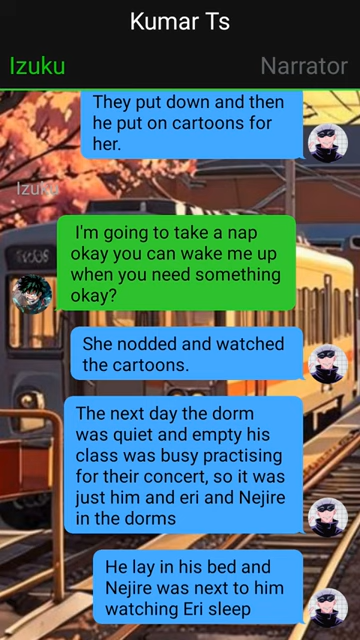 Kumar Ts
Izuku
Narrator
They put down and then
he put on cartoons for
her.
Izuku
I'm going to take a nap
okay you can wake me up
when you need something
okay?
She nodded and watched
the cartoons.
The next day the dorm
was quiet and empty his
class was busy practising
for their concert, so it was
just him and eri and Nejire
in the dorms
He lay in his bed and
Nejire was next to him
watching Eri sleep